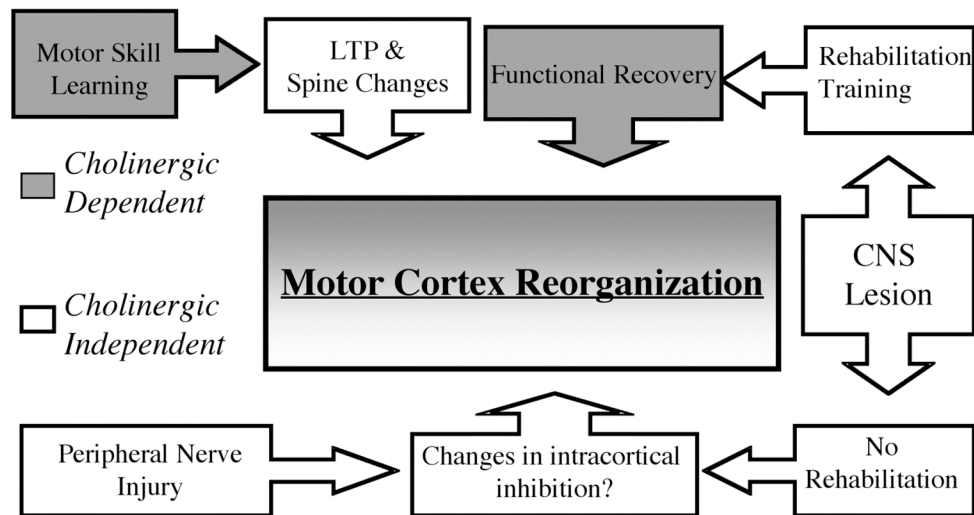 Motor Skill
Learning
LTP &
Spine Changes
Functional Recovery
Rehabilitation
Training
Cholinergic
Dependent
Motor Cortex Reorganization
CNS
Lesion
Cholinergic
Independent
Peripheral Nerve
Injury
Changes in intracortical
inhibition?
No
Rehabilitation